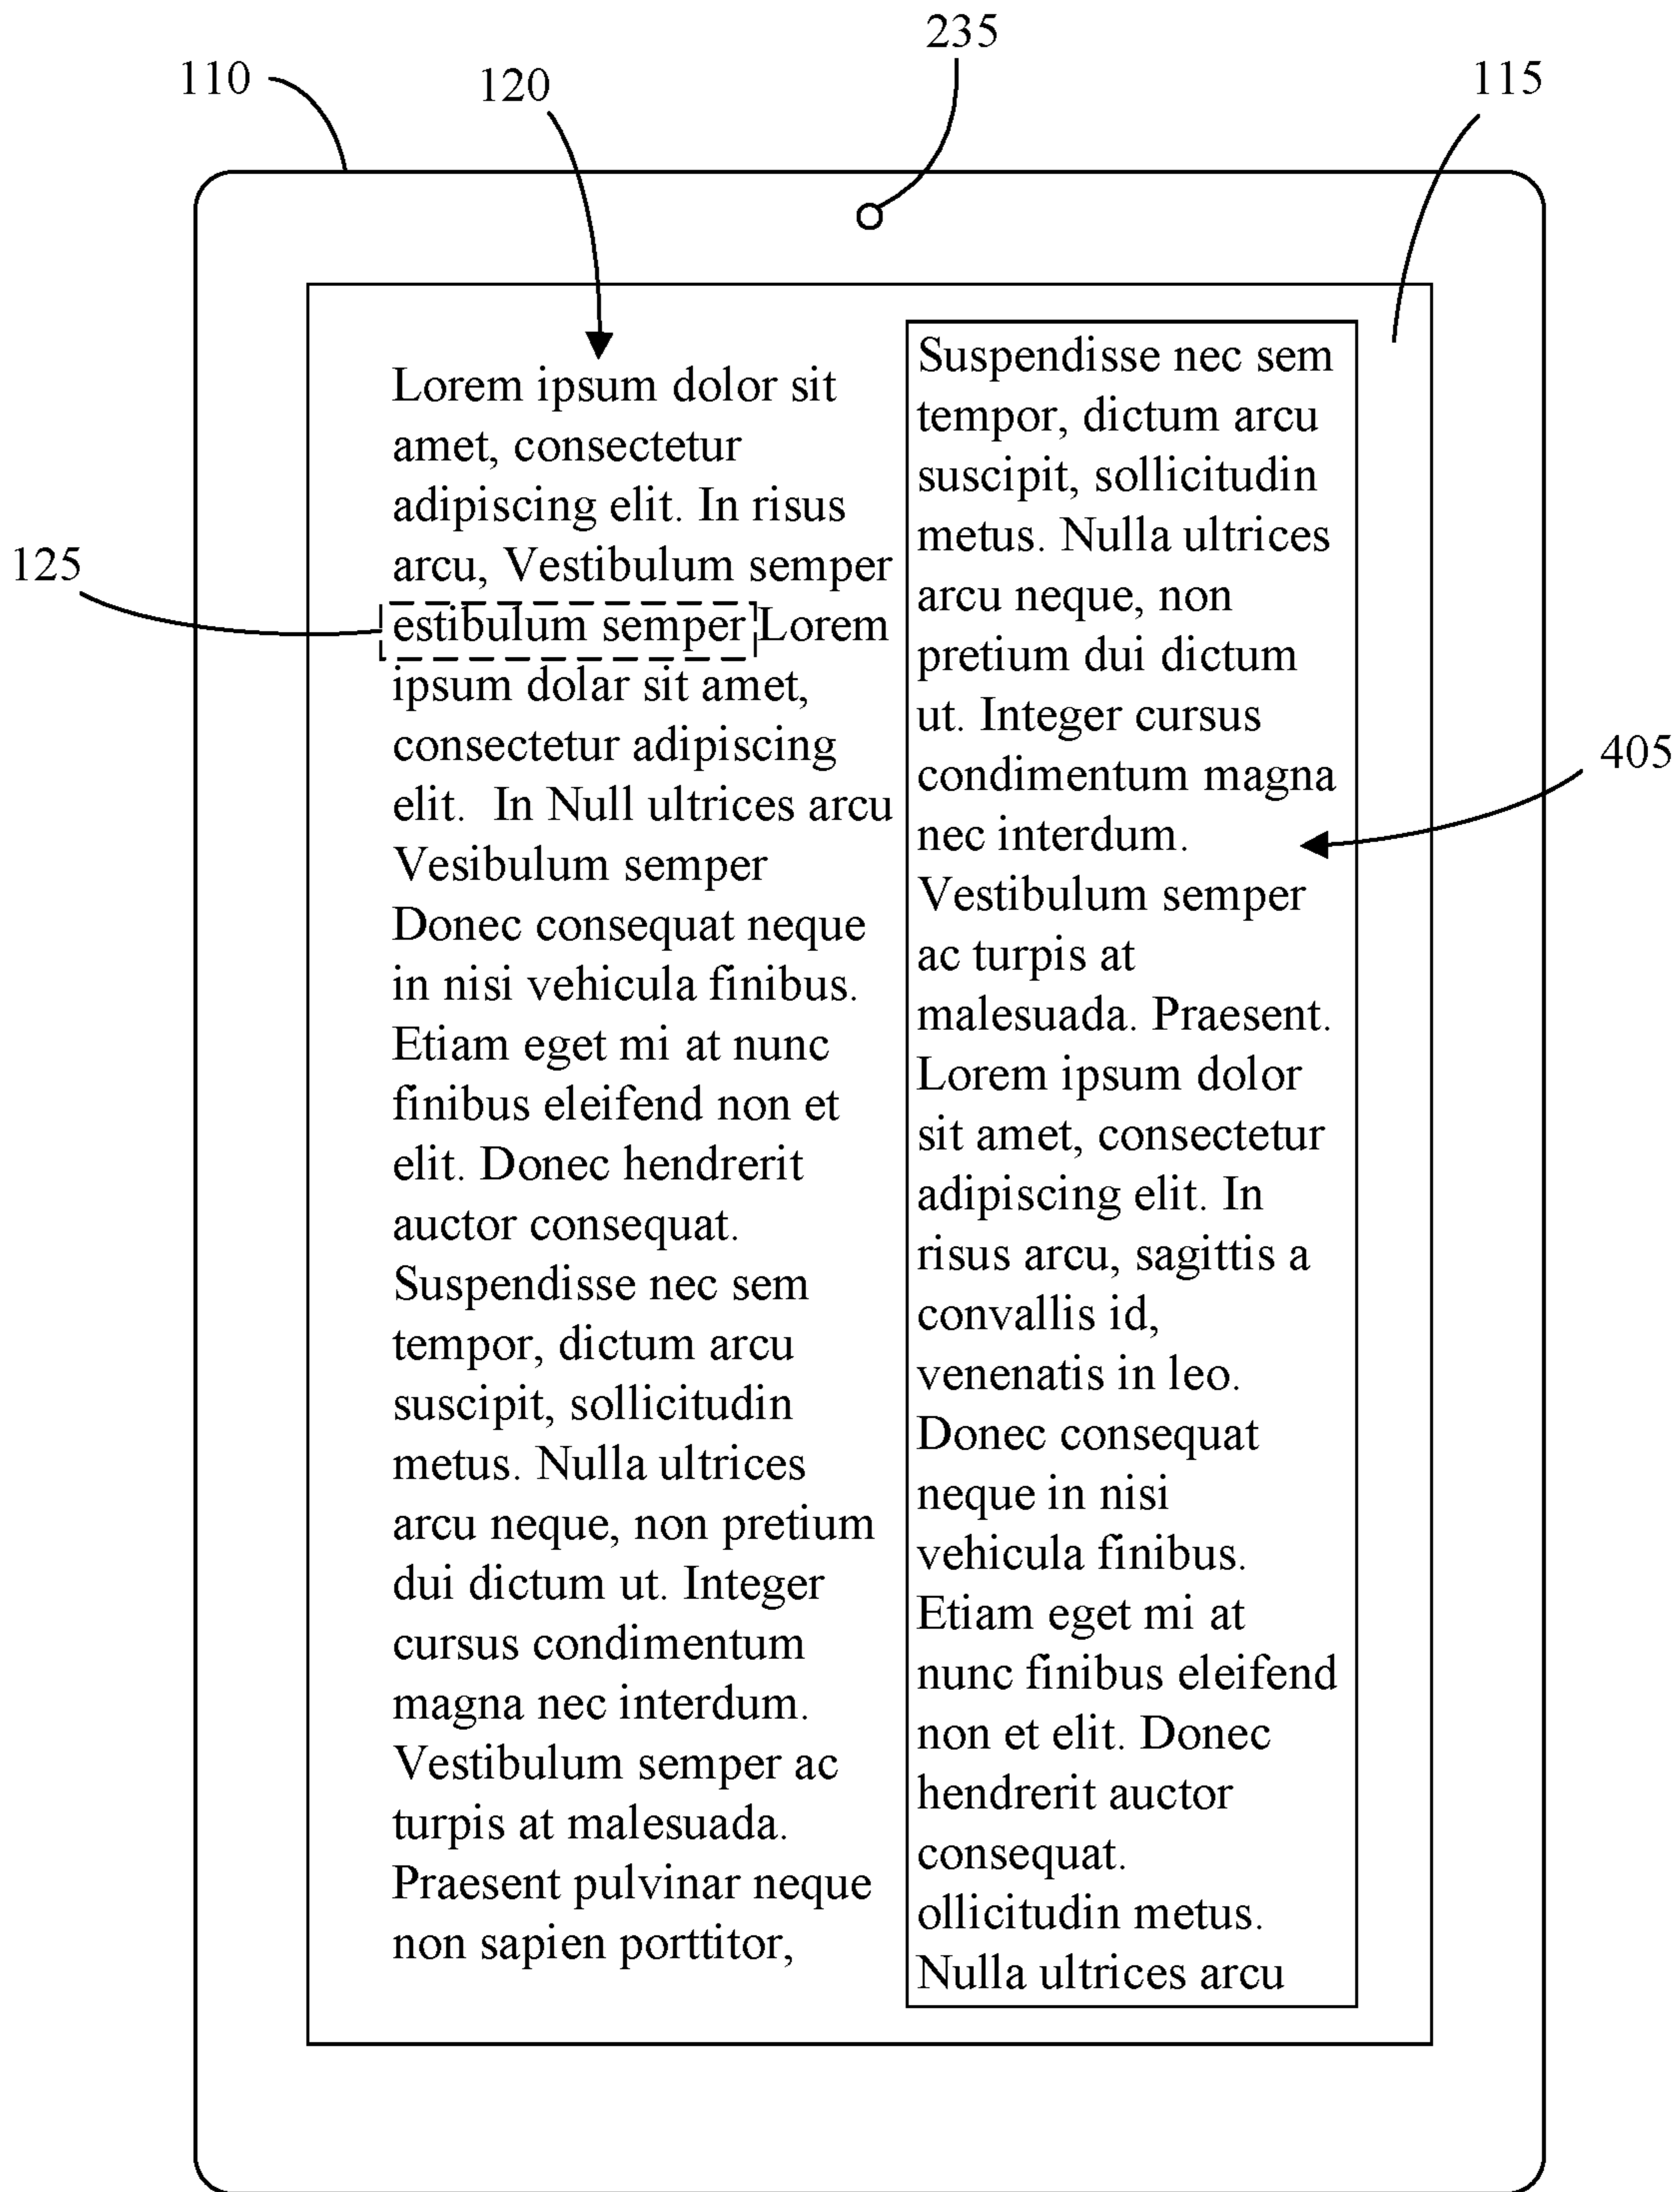 235
110
120
115
Lorem ipsum dolor sit
amet, consectetur
adipiscing elit. In risus
arcu, Vestibulum semper
125
estibulum semper Lorem
ipsum dolar sit amet,
consectetur adipiscing
elit.  In Null ultrices arcu
Vesibulum semper
Donec consequat neque
in nisi vehicula finibus.
Etiam eget mi at nunc
finibus eleifend non et
elit. Donec hendrerit
auctor consequat.
Suspendisse nec sem
tempor, dictum arcu
suscipit, sollicitudin
metus. Nulla ultrices
arcu neque, non pretium
dui dictum ut. Integer
cursus condimentum
magna nec interdum.
Vestibulum semper ac
turpis at malesuada.
Praesent pulvinar neque
non sapien porttitor,
Suspendisse nec sem
tempor, dictum arcu
suscipit, sollicitudin
metus. Nulla ultrices
arcu neque, non
pretium dui dictum
ut. Integer cursus
condimentum magna
nec interdum.
Vestibulum semper
ac turpis at
malesuada. Praesent.
Lorem ipsum dolor
sit amet, consectetur
adipiscing elit. In
risus arcu, sagittis a
convallis id,
venenatis in leo.
Donec consequat
neque in nisi
vehicula finibus.
Etiam eget mi at
nunc finibus eleifend
non et elit. Donec
hendrerit auctor
consequat.
ollicitudin metus.
Nulla ultrices arcu
405